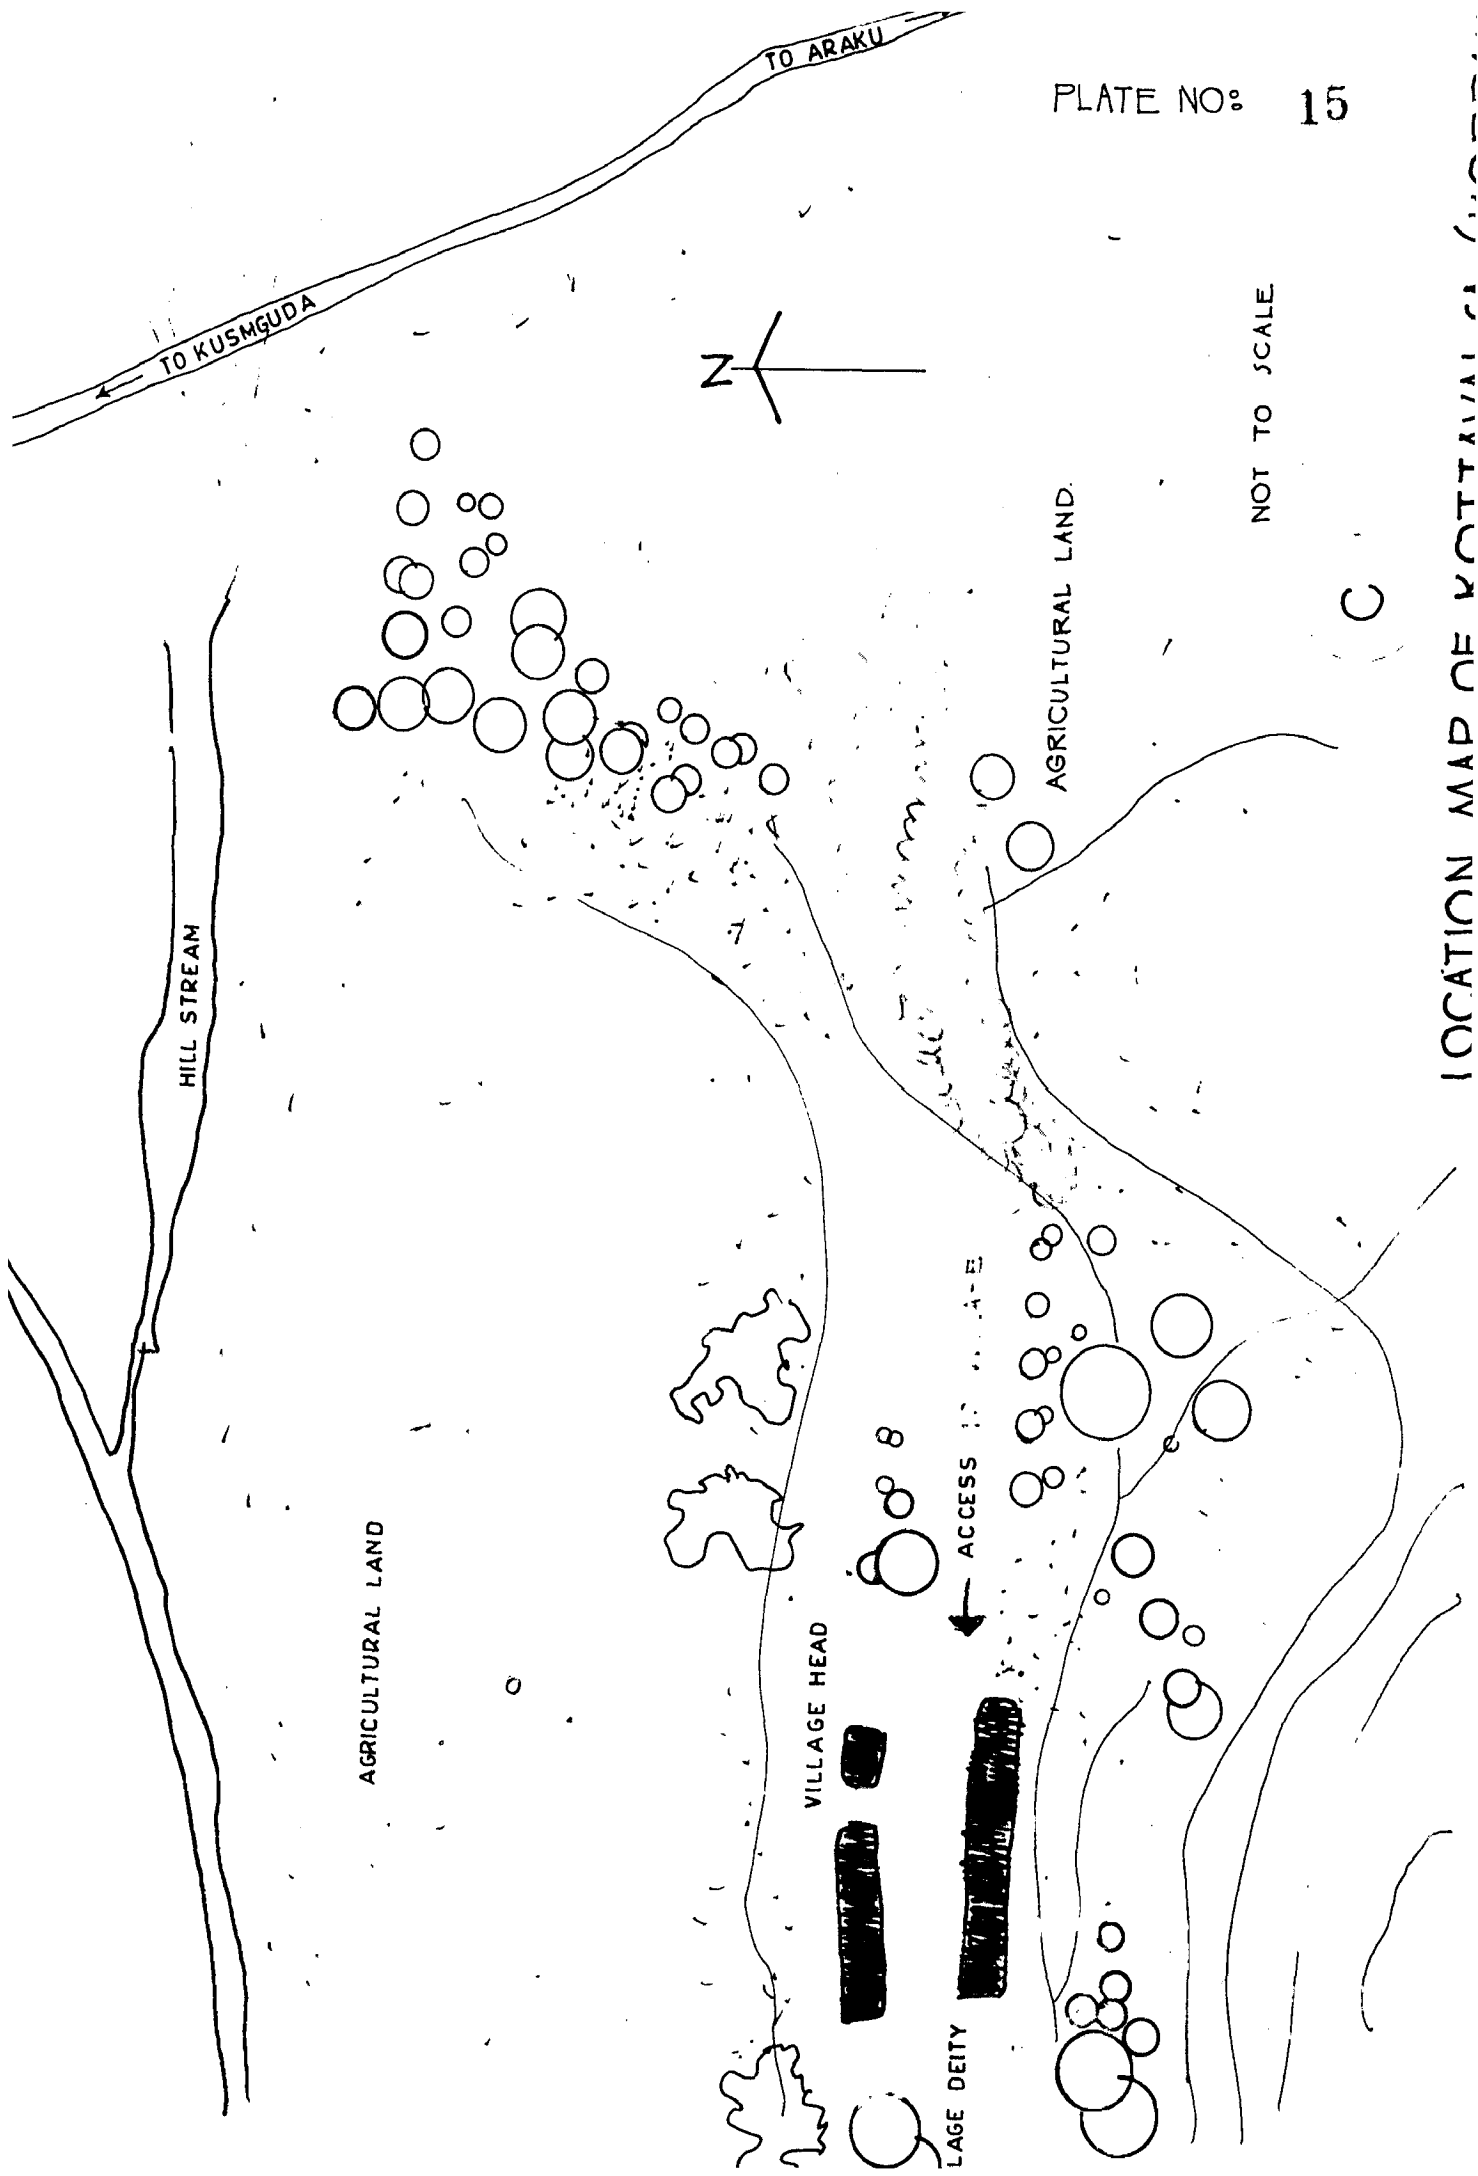 PLATE NO: 15
TO ARAKU
TO KUSMGUDA
N
HILL STREAM
AGRICULTURAL LAND
AGRICULTURAL LAND.
NOT TO SCALE
VILLAGE HEAD
ACCESS
LAGE DEITY
LOCATION MAP OF